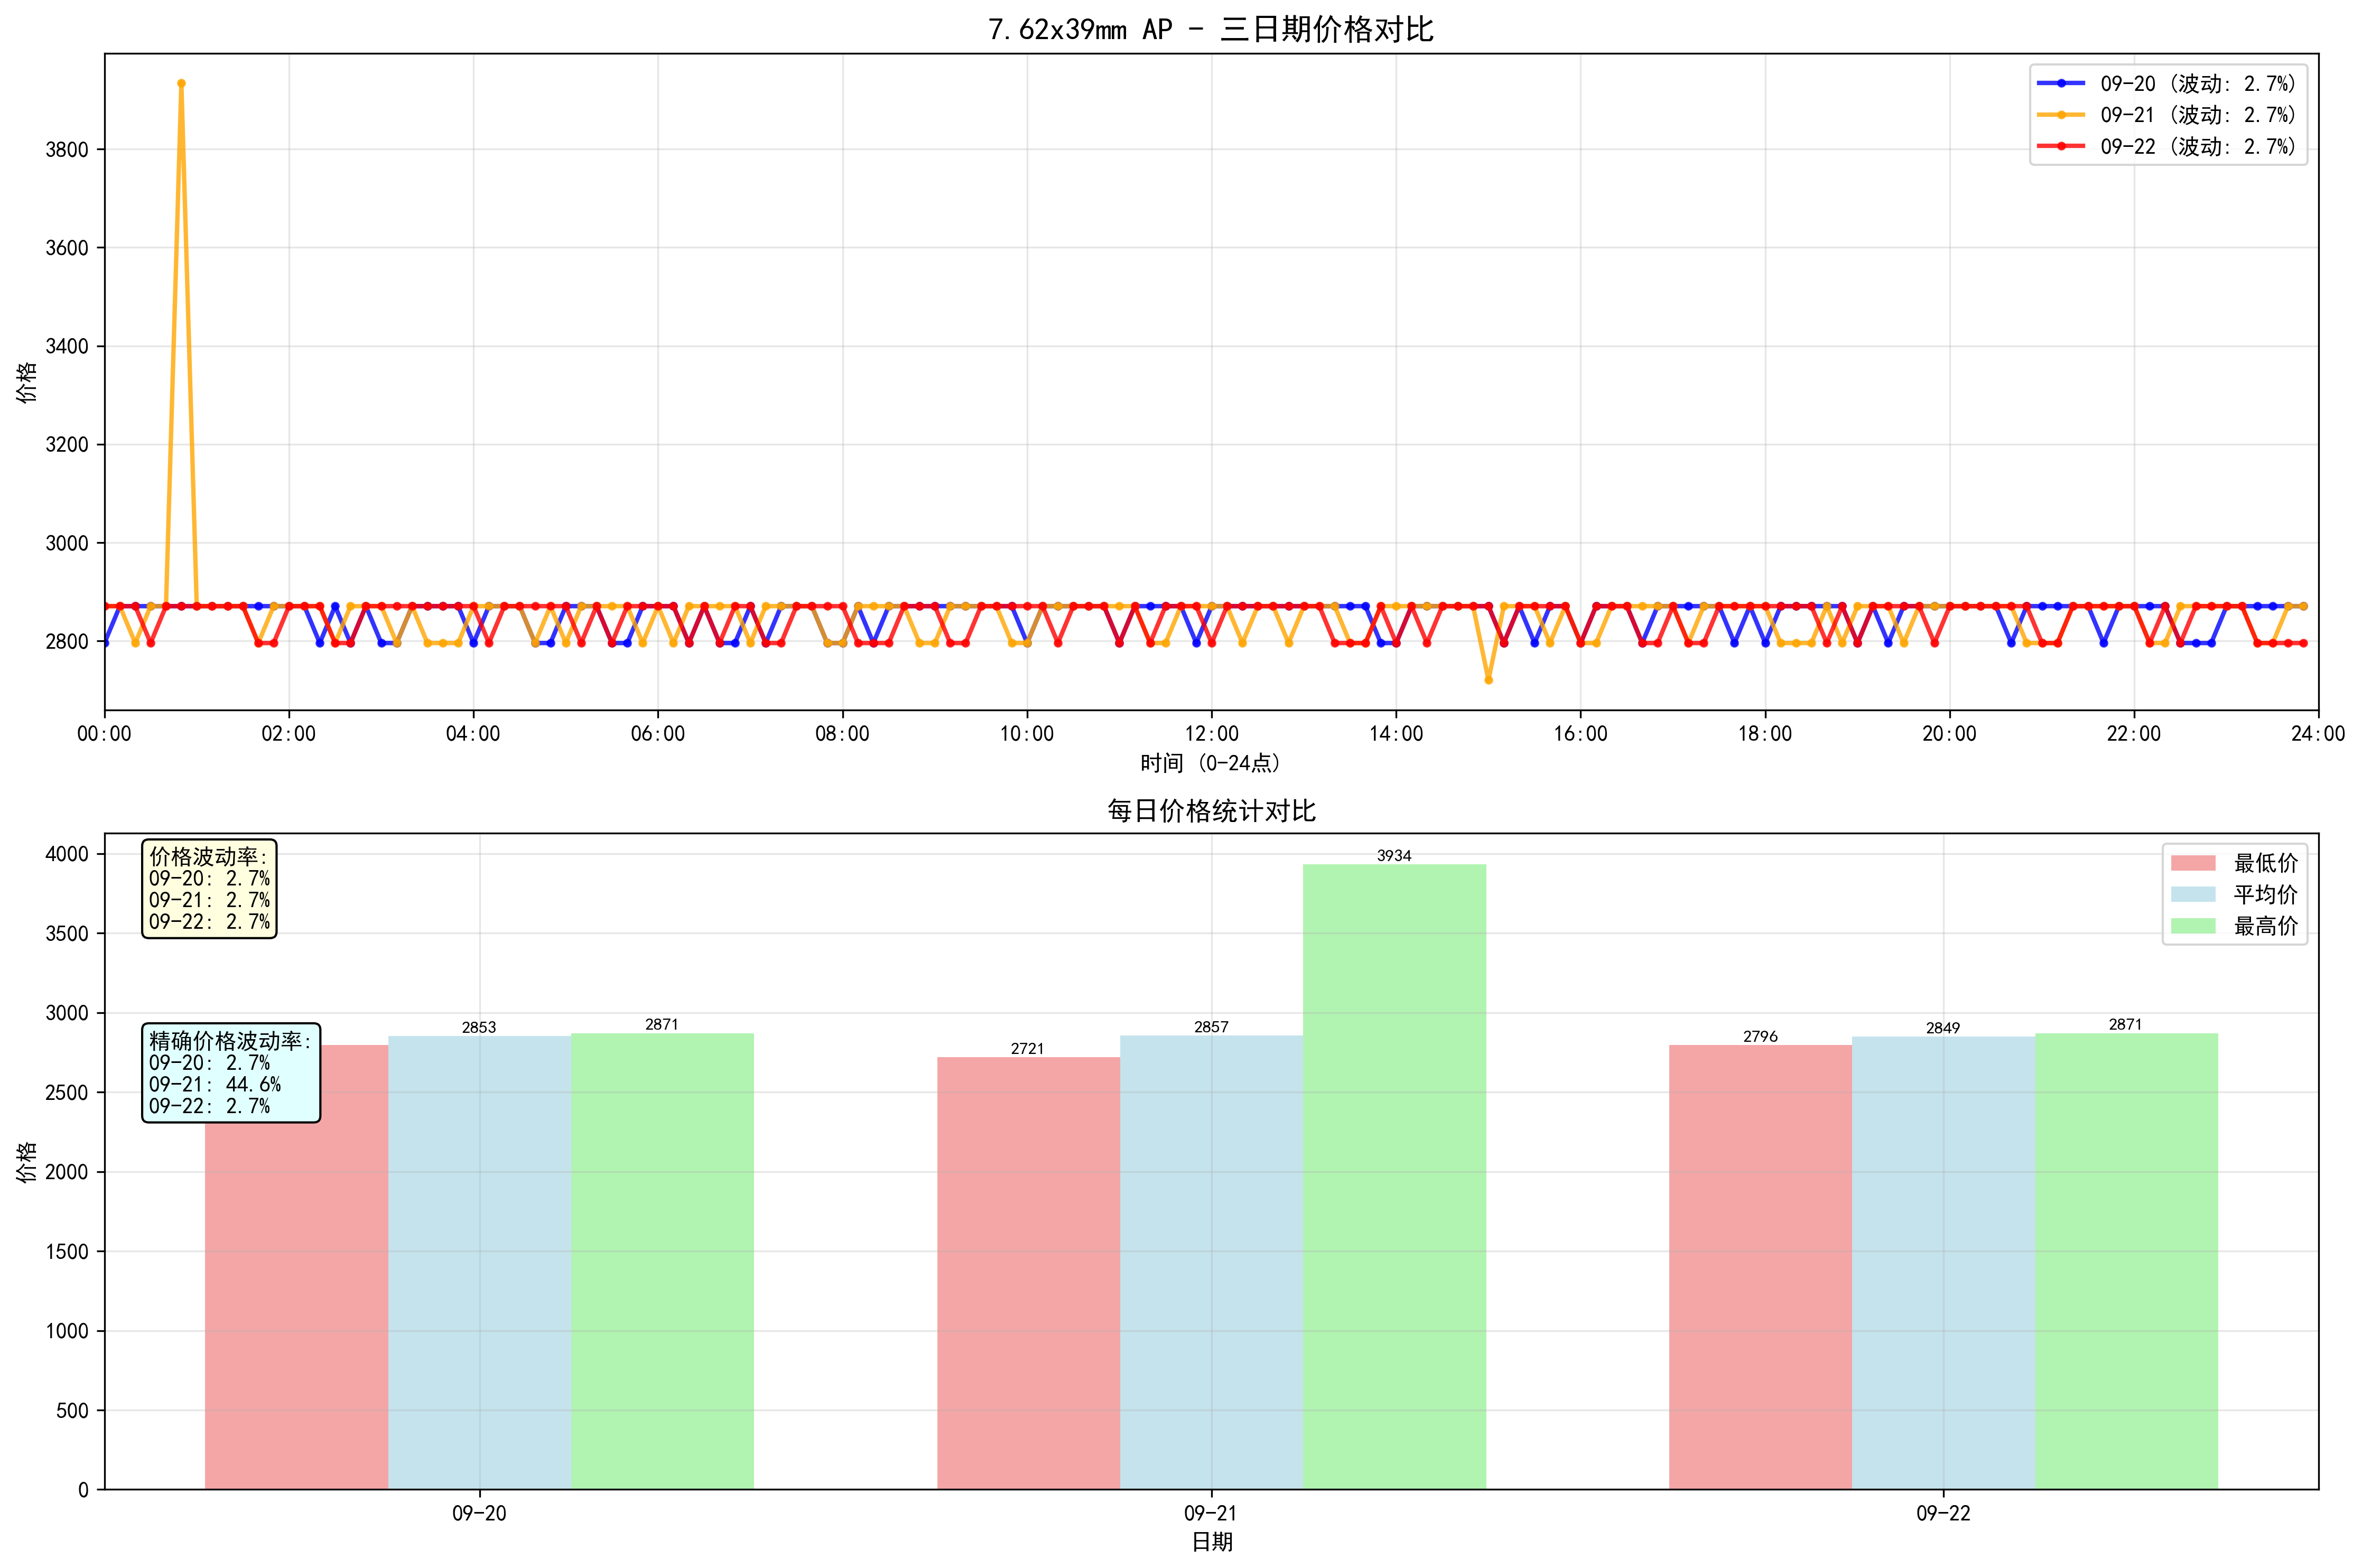 7.62x39mm AP - 三日期价格对比
09-20 (波动: 2.7%)
09-21 (波动: 2.7%)
09-22 (波动: 2.7%)
价格
3800
3600
3400
3200
3000
2800
00:00 02:00 04:00 06:00 08:00 10:00 12:00 14:00 16:00 18:00 20:00 22:00 24:00
时间 (0-24点)
每日价格统计对比
价格波动率:
09-20: 2.7%
09-21: 2.7%
09-22: 2.7%
精确价格波动率:
09-20: 2.7%
09-21: 44.6%
09-22: 2.7%
最低价
平均价
最高价
价格
4000
3500
3000
2500
2000
1500
1000
500
0
2853 2871
2721 2857 3934
2796 2849 2871
09-20 09-21 09-22
日期